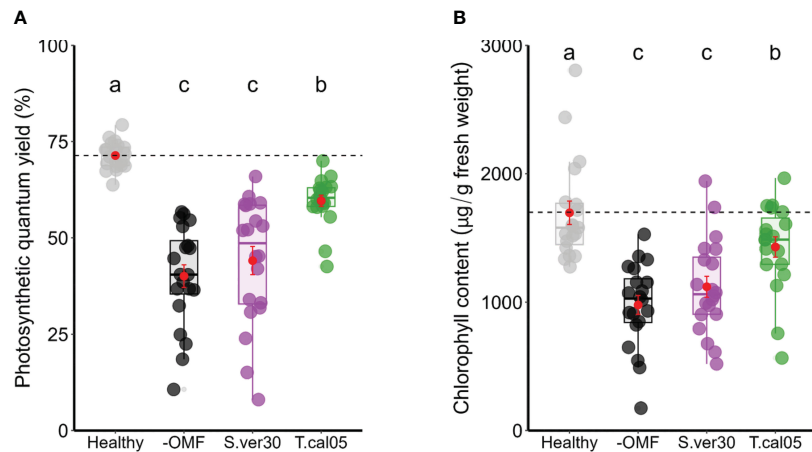 A
Photosynthetic quantum yield (%)
100
75
50
25
0
a
c
c
b
Healthy
-OMF
S.ver30
T.cal05
B
Chlorophyll content (µg/g fresh weight)
3000
2000
1000
0
a
c
c
b
Healthy
-OMF
S.ver30
T.cal05